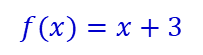 f(x) = x + 3